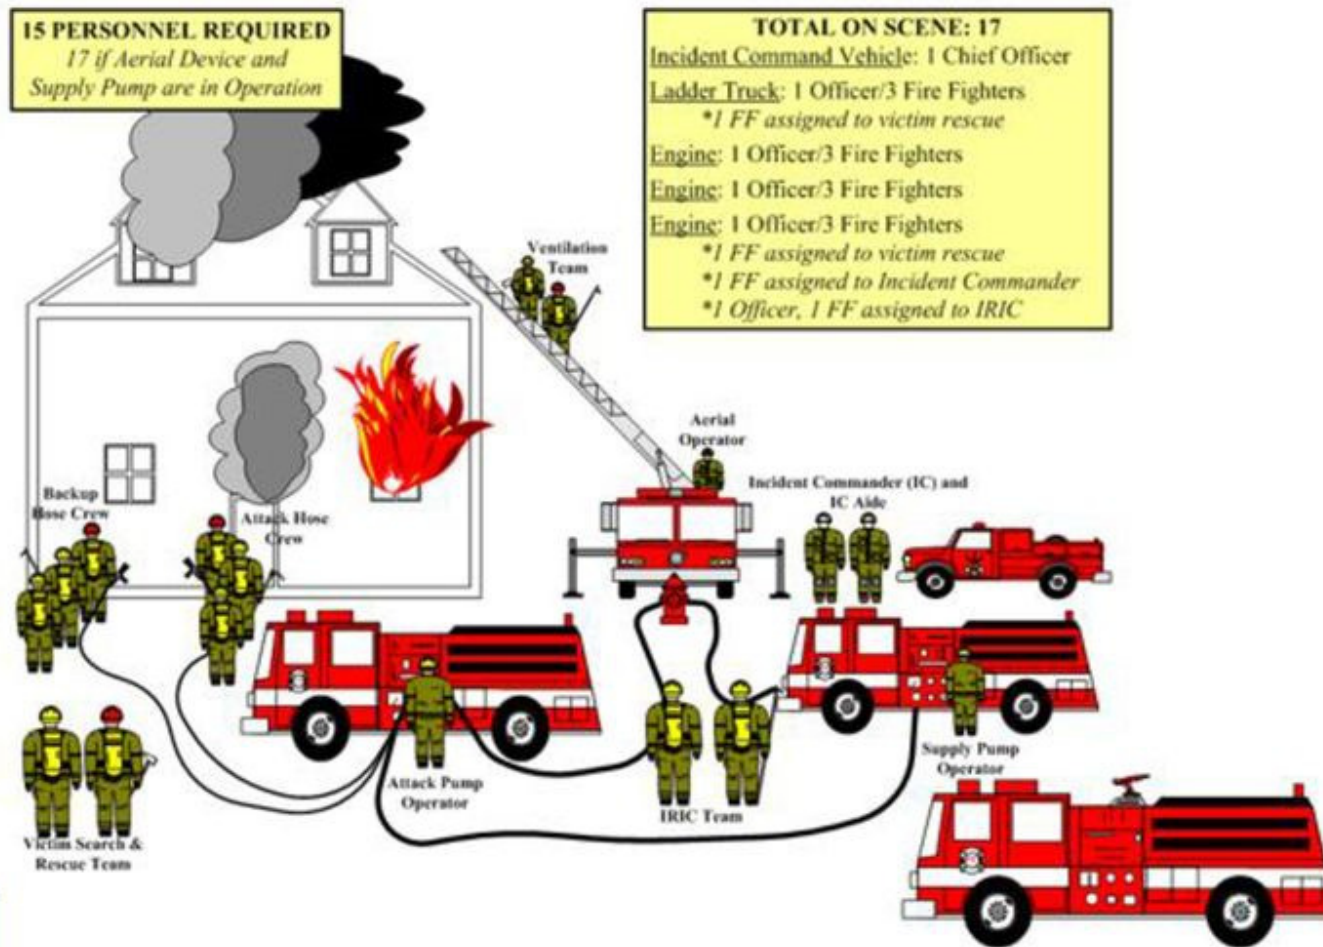 15 PERSONNEL REQUIRED
17 if Aerial Device and
Supply Pump are in Operation
TOTAL ON SCENE: 17
Incident Command Vehicle: 1 Chief Officer
Ladder Truck: 1 Officer/3 Fire Fighters
*1 FF assigned to victim rescue
Engine: 1 Officer/3 Fire Fighters
Engine: 1 Officer/3 Fire Fighters
Engine: 1 Officer/3 Fire Fighters
*1 FF assigned to victim rescue
*1 FF assigned to Incident Commander
*1 Officer, 1 FF assigned to IRIC
Ventilation
Team
Aerial
Operator
Incident Commander (IC) and
IC Aide
Backup
Hose Crew
Attack Hose
Crew
Attack Pump
Operator
IRIC Team
Supply Pump
Operator
Victim Search &
Rescue Team